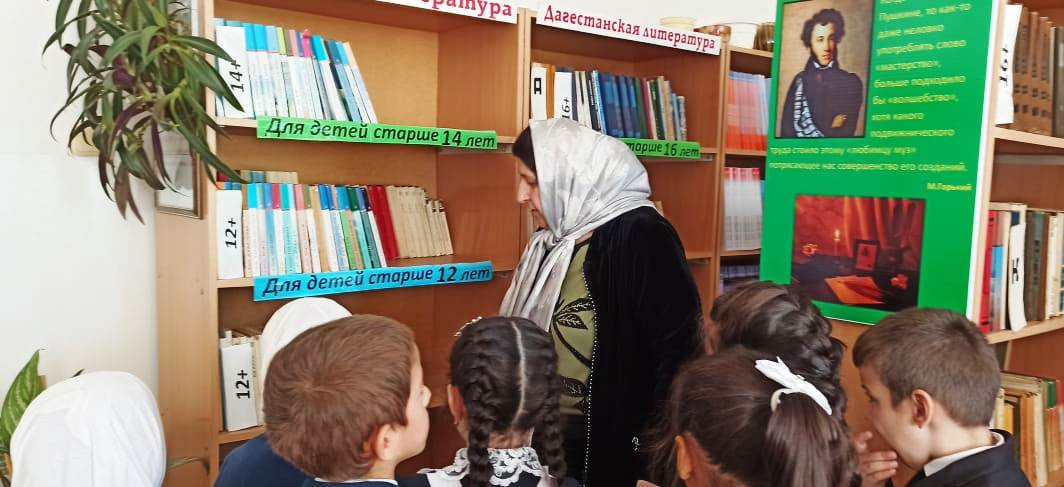 Дагестанская литература
14+
Для детей старше 14 лет
12+
Для детей старше 12 лет
12+
Я
16+
старше 16 лет
Пушкине, то как-то
даже неловко
употреблять слово
«мастерство»,
больше подходило
бы «волшебство»,
хотя какого
подвижнического
труда стоило этому «любимцу муз»
потрясающее нас совершенство его созданий.
М.Горький
16+
К